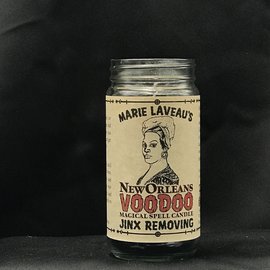 MARIE LAVEAU'S
NEW ORLEANS
VOODOO
MAGICAL SPELL CANDLE
JINX REMOVING